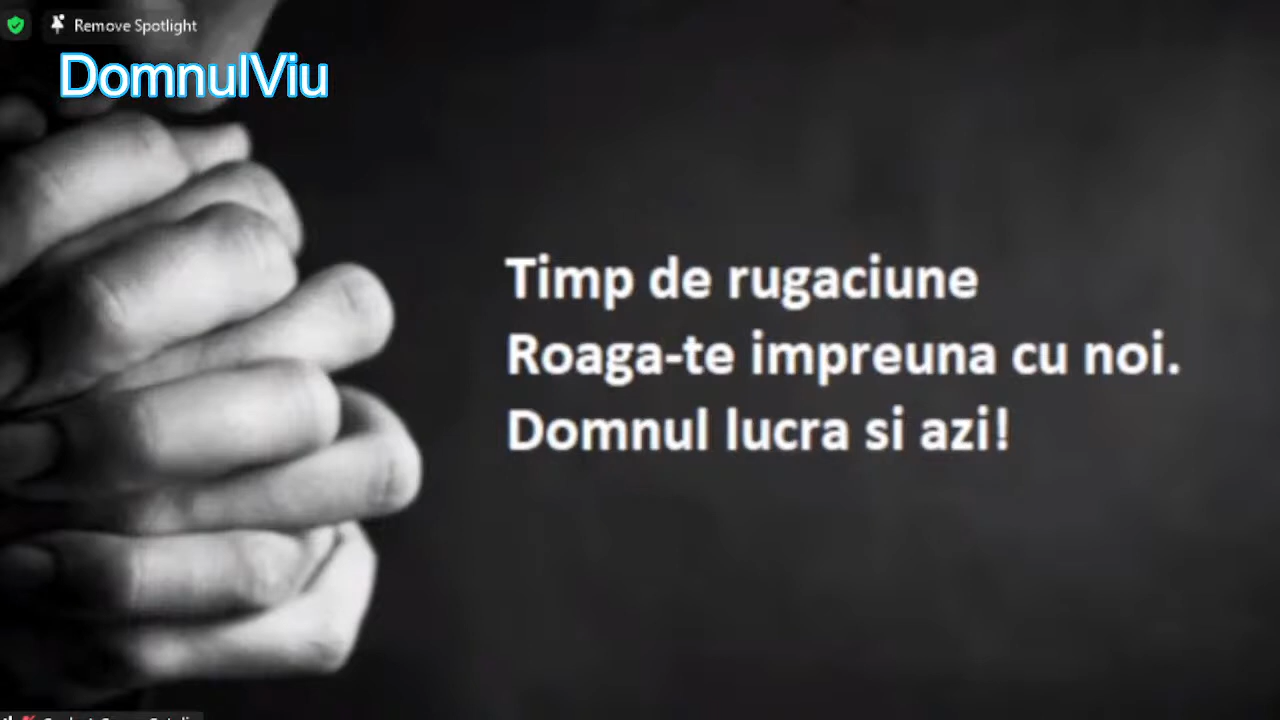 Remove Spotlight
DomnulViu
Timp de rugaciune
Roaga-te impreuna cu noi.
Domnul lucra si azi!